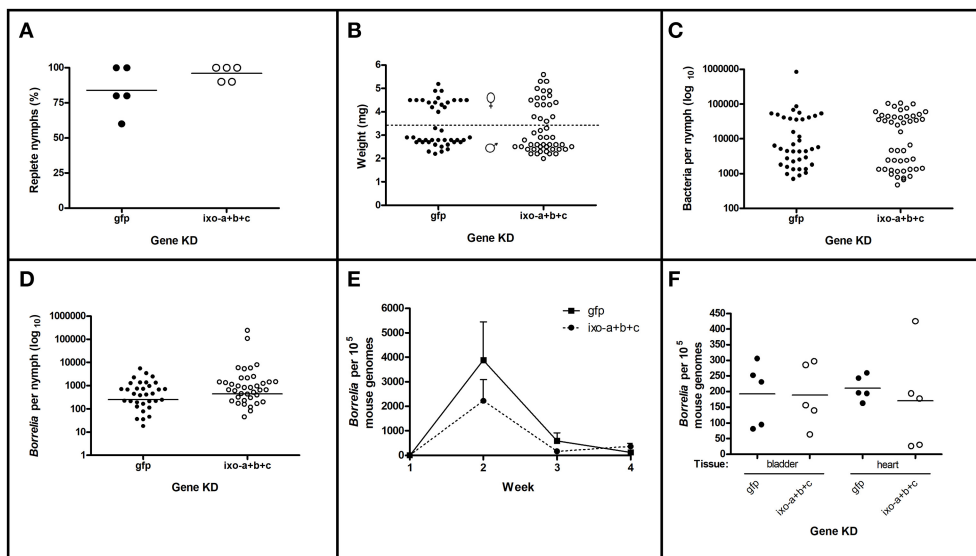 A
Replete nymphs (%)
100
75
50
25
0
gfp
ixo-a+b+c
Gene KD
B
Weight (mg)
6
5
4
3
2
1
0
gfp
ixo-a+b+c
Gene KD
C
Bacteria per nymph (log 10)
1000000
100000
10000
1000
100
gfp
ixo-a+b+c
Gene KD
D
Borrelia per nymph (log 10)
1000000
100000
10000
1000
100
10
1
gfp
ixo-a+b+c
Gene KD
E
Borrelia per 10⁵
mouse genomes
6000
5000
4000
3000
2000
1000
0
gfp
ixo-a+b+c
1
2
3
4
Week
F
Borrelia per 10⁵
mouse genomes
450
400
350
300
250
200
150
100
50
0
Tissue:
bladder
heart
gfp
ixo-a+b+c
gfp
ixo-a+b+c
Gene KD